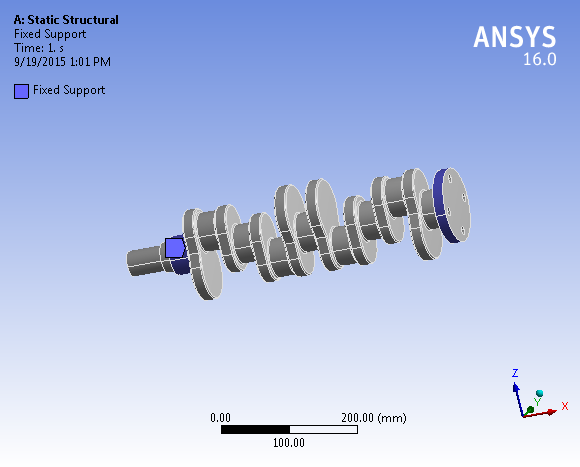 A: Static Structural
Fixed Support
Time: 1. s
9/19/2015 1:01 PM
Fixed Support
ANSYS
16.0
0.00
200.00 (mm)
100.00
Z
Y
X